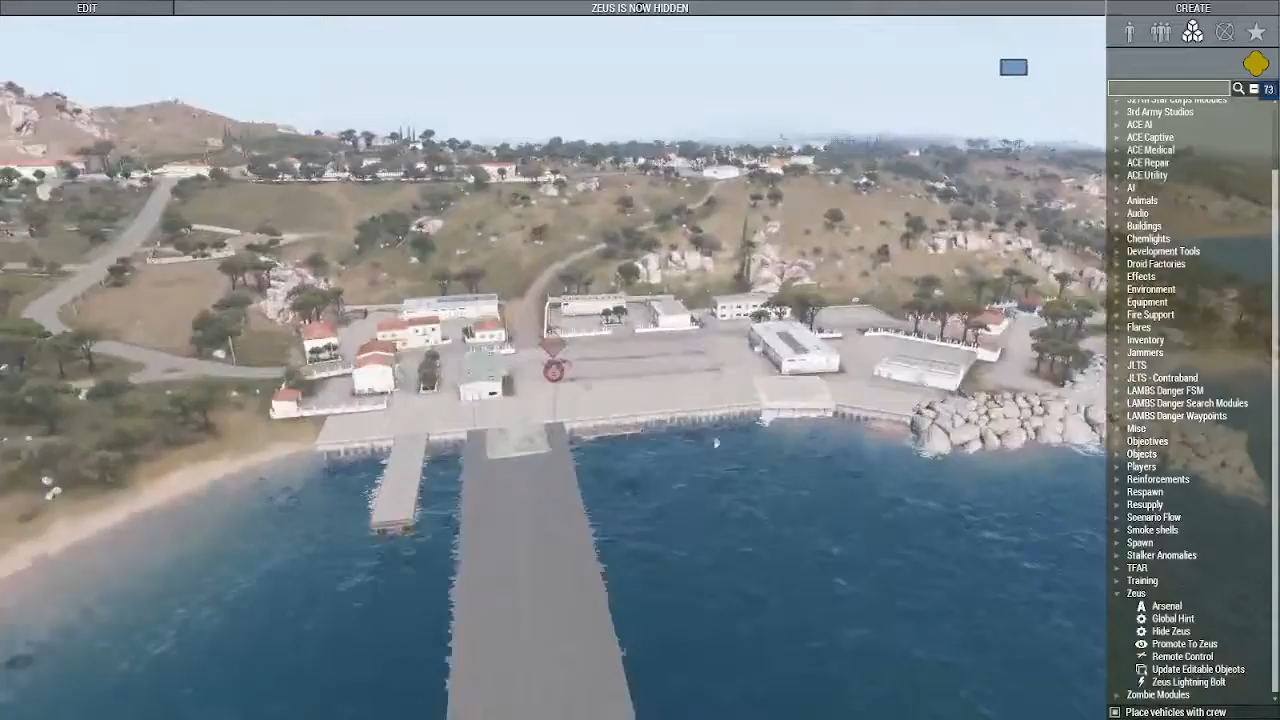 EDIT
ZEUS IS NOW HIDDEN
CREATE
73
327th Star Corps Modules
3rd Army Studios
ACE AI
ACE Captive
ACE Medical
ACE Repair
ACE Utility
AI
Animals
Audio
Buildings
Chemlights
Development Tools
Droid Factories
Effects
Environment
Equipment
Fire Support
Flares
Inventory
Jammers
JLTS
JLTS - Contraband
LAMBS Danger FSM
LAMBS Danger Search Modules
LAMBS Danger Waypoints
Misc
Objectives
Objects
Players
Reinforcements
Respawn
Resupply
Scenario Flow
Smoke shells
Spawn
Stalker Anomalies
TFAR
Training
Zeus
Arsenal
Global Hint
Hide Zeus
Promote To Zeus
Remote Control
Update Editable Objects
Zeus Lightning Bolt
Zombie Modules
Place vehicles with crew